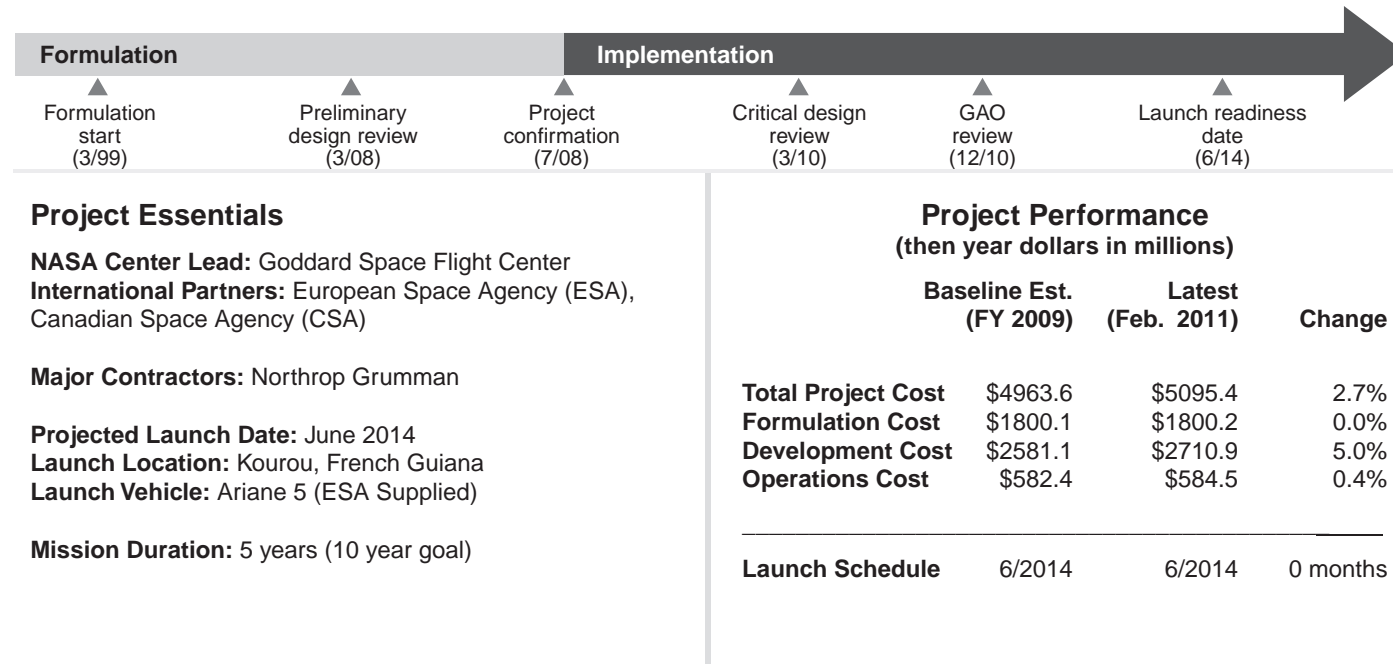 Formulation
Implementation
Formulation start (3/99)
Preliminary design review (3/08)
Project confirmation (7/08)
Critical design review (3/10)
GAO review (12/10)
Launch readiness date (6/14)
Project Essentials
NASA Center Lead: Goddard Space Flight Center
International Partners: European Space Agency (ESA),
Canadian Space Agency (CSA)
Major Contractors: Northrop Grumman
Projected Launch Date: June 2014
Launch Location: Kourou, French Guiana
Launch Vehicle: Ariane 5 (ESA Supplied)
Mission Duration: 5 years (10 year goal)
Project Performance
(then year dollars in millions)
Baseline Est. Latest
(FY 2009) (Feb. 2011) Change
Total Project Cost $4963.6 $5095.4 2.7%
Formulation Cost $1800.1 $1800.2 0.0%
Development Cost $2581.1 $2710.9 5.0%
Operations Cost $582.4 $584.5 0.4%
Launch Schedule 6/2014 6/2014 0 months